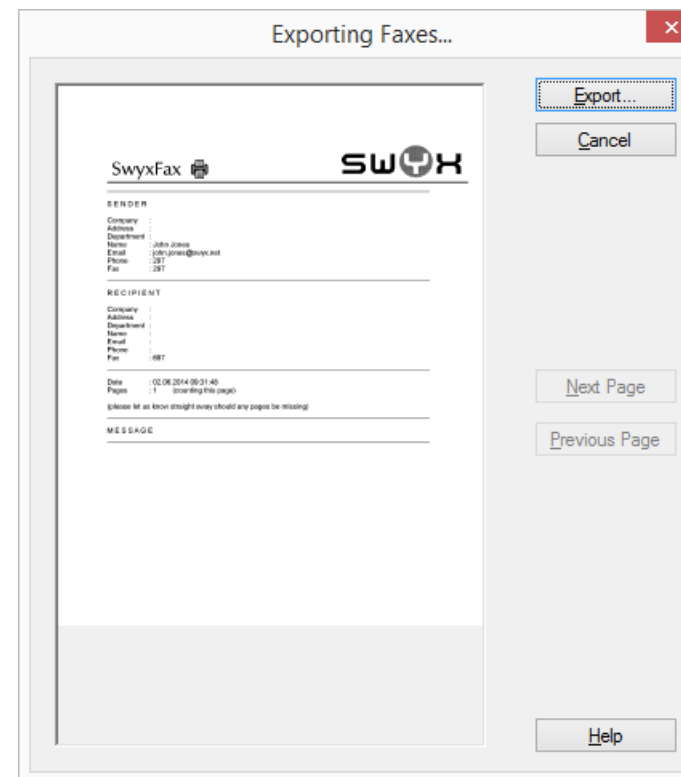 Exporting Faxes...
Export...
Cancel
SwyxFax
swyx
SENDER
Company :
Address :
Department :
Name : John Jones
Email : john.jones@swyx.net
Phone : 297
Fax : 297
RECIPIENT
Company :
Address :
Department :
Name :
Email :
Phone :
Fax : 697
Date : 02.06.2014 09:31:48
Pages : 1 (counting this page)
(please let us know straight away should any pages be missing)
MESSAGE
Next Page
Previous Page
Help